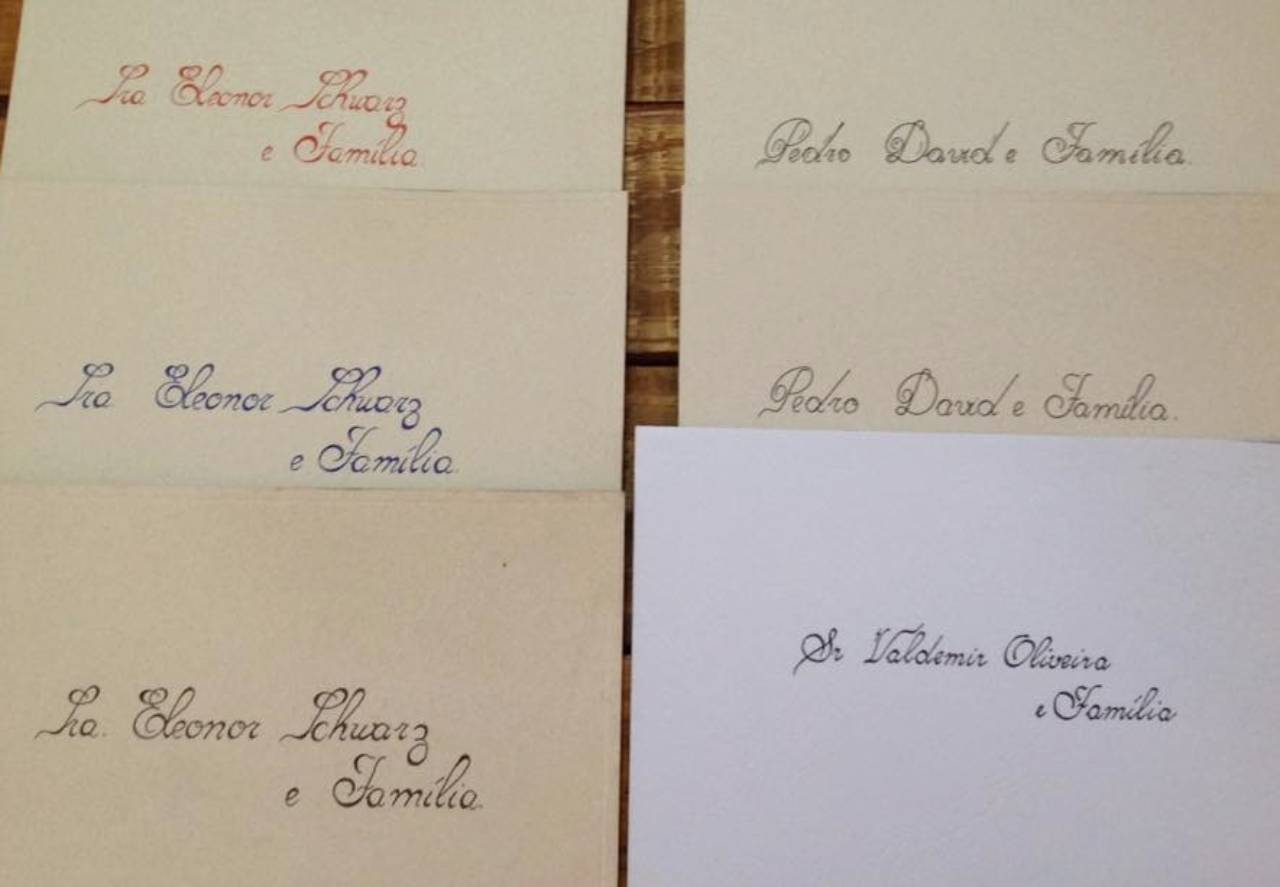 Sra Eleonor Schwarz
e Família.
Sra Eleonor Schwarz
e Família.
Sra. Eleonor Schwarz
e Família.
Pedro David e Família.
Pedro David e Família.
Sr Valdemir Oliveira
e Família